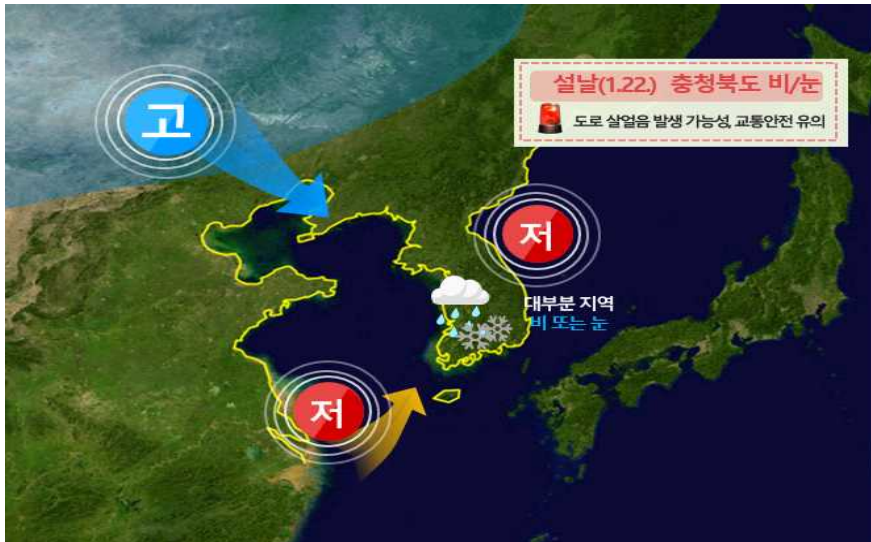 고
설날(1.22.) 충청북도 비/눈
도로 살얼음 발생 가능성, 교통안전 유의
저
대부분 지역
비 또는 눈
저